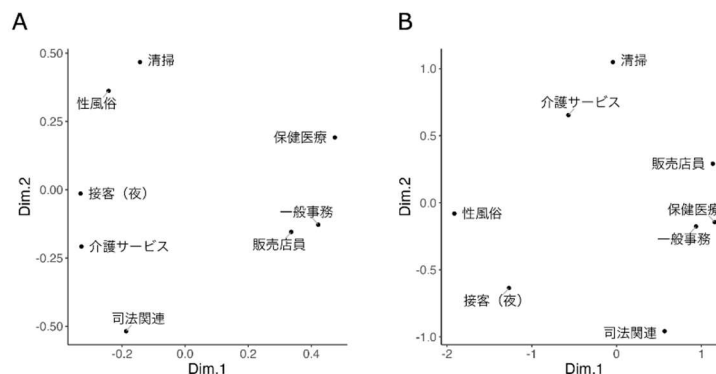 A
B
0.50
0.25
0.00
-0.25
-0.50
Dim.2
清掃
性風俗
保健医療
接客（夜）
一般事務
販売店員
介護サービス
司法関連
-0.2
0.0
0.2
0.4
Dim.1
1.0
0.5
0.0
-0.5
-1.0
Dim.2
清掃
介護サービス
販売店員
性風俗
保健医療
一般事務
接客（夜）
司法関連
-2
-1
0
1
Dim.1